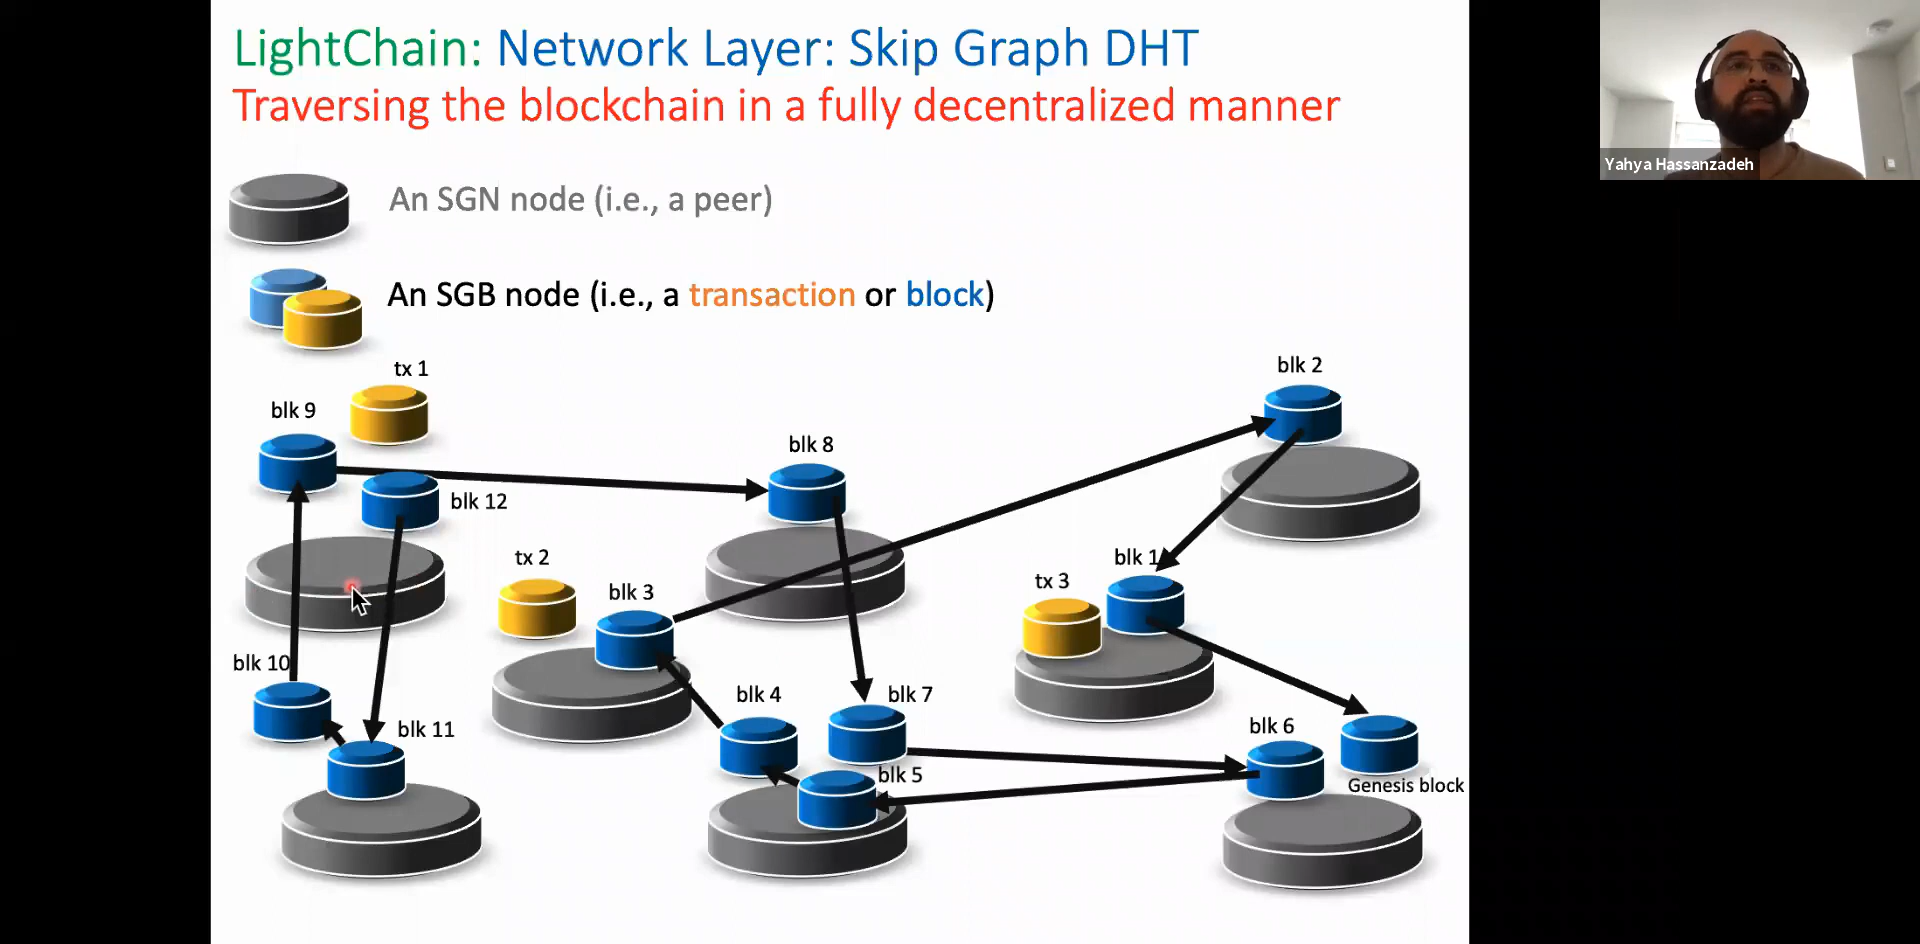 LightChain: Network Layer: Skip Graph DHT
Traversing the blockchain in a fully decentralized manner
Yahya Hassanzadeh
An SGN node (i.e., a peer)
An SGB node (i.e., a transaction or block)
tx 1
blk 2
blk 9
blk 8
blk 12
tx 2
blk 1
tx 3
blk 3
blk 10
blk 4
blk 7
blk 11
blk 6
blk 5
Genesis block